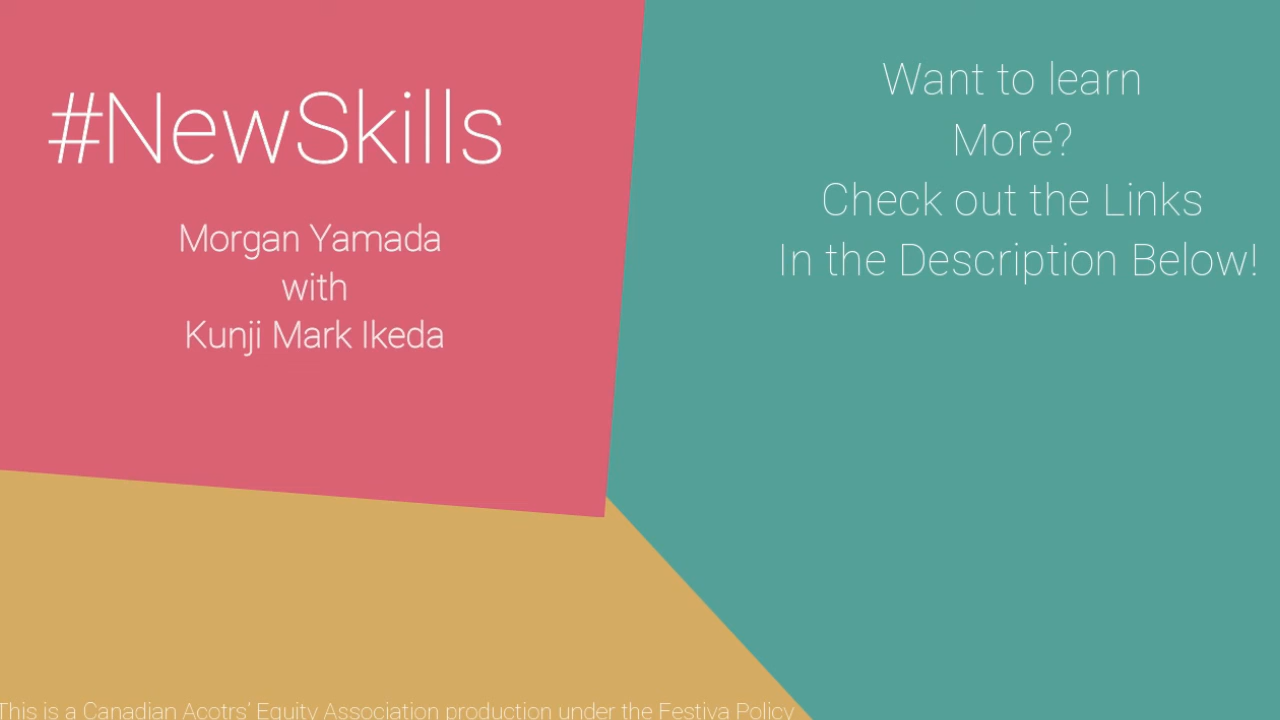 #NewSkills
Morgan Yamada
with
Kunji Mark Ikeda
Want to learn
More?
Check out the Links
In the Description Below!
This is a Canadian Acotrs' Equity Association production under the Festiva Policy